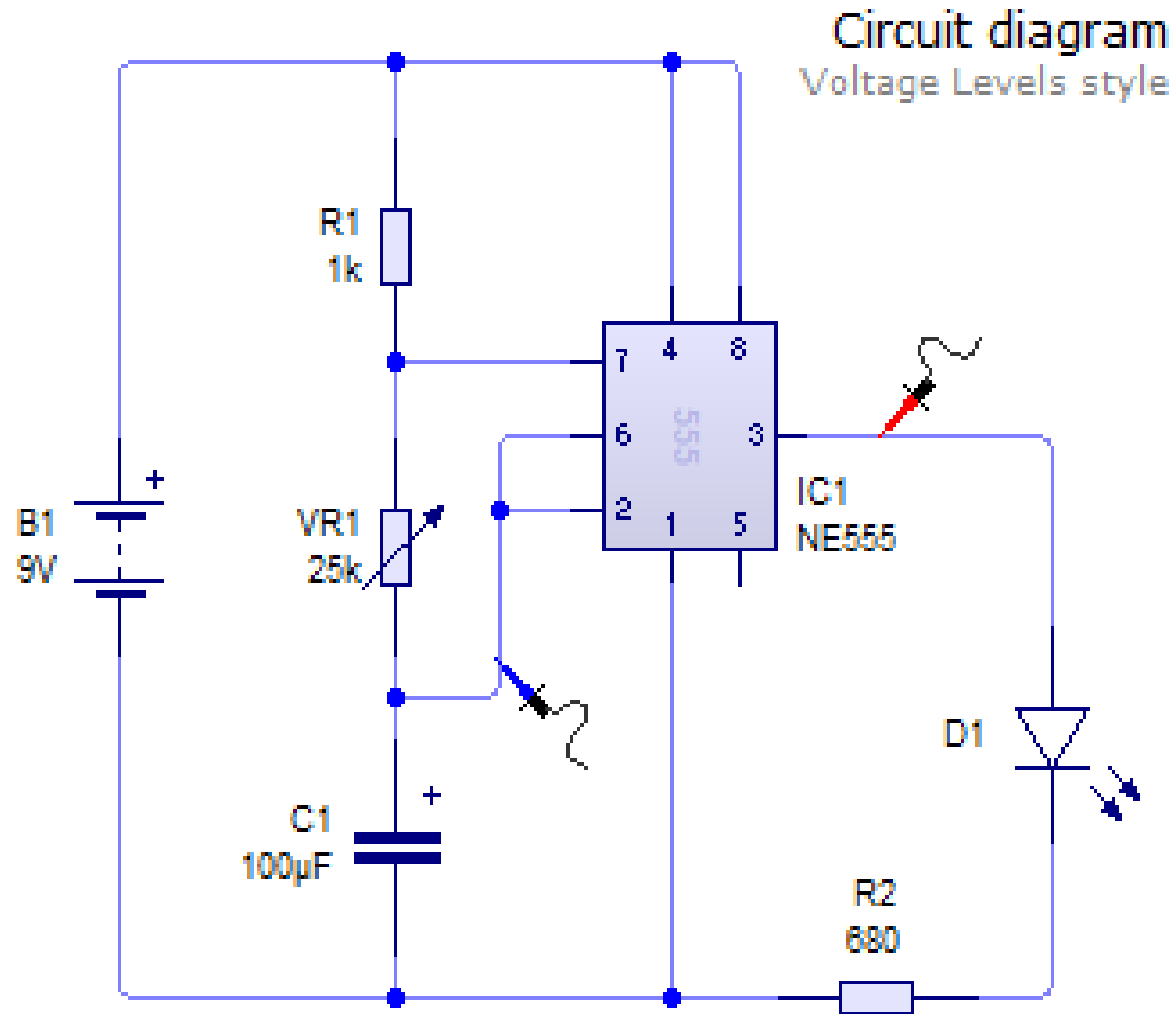 Circuit diagram
Voltage Levels style
R1
1k
7
4
8
6
555
3
2
1
5
IC1
NE555
B1
9V
+
VR1
25k
D1
C1
100µF
+
R2
680